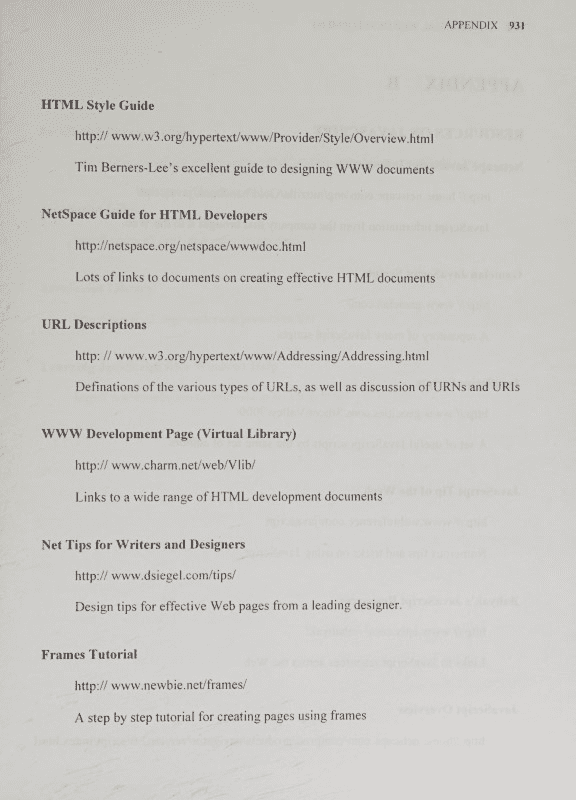 APPENDIX 931
HTML Style Guide
http:// www.w3.org/hypertext/www/Provider/Style/Overview.html
Tim Berners-Lee's excellent guide to designing WWW documents
NetSpace Guide for HTML Developers
http://netspace.org/netspace/wwwdoc.html
Lots of links to documents on creating effective HTML documents
URL Descriptions
http: // www.w3.org/hypertext/www/Addressing/Addressing.html
Definations of the various types of URLs, as well as discussion of URNs and URIs
WWW Development Page (Virtual Library)
http:// www.charm.net/web/Vlib/
Links to a wide range of HTML development documents
Net Tips for Writers and Designers
http:// www.dsiegel.com/tips/
Design tips for effective Web pages from a leading designer.
Frames Tutorial
http:// www.newbie.net/frames/
A step by step tutorial for creating pages using frames